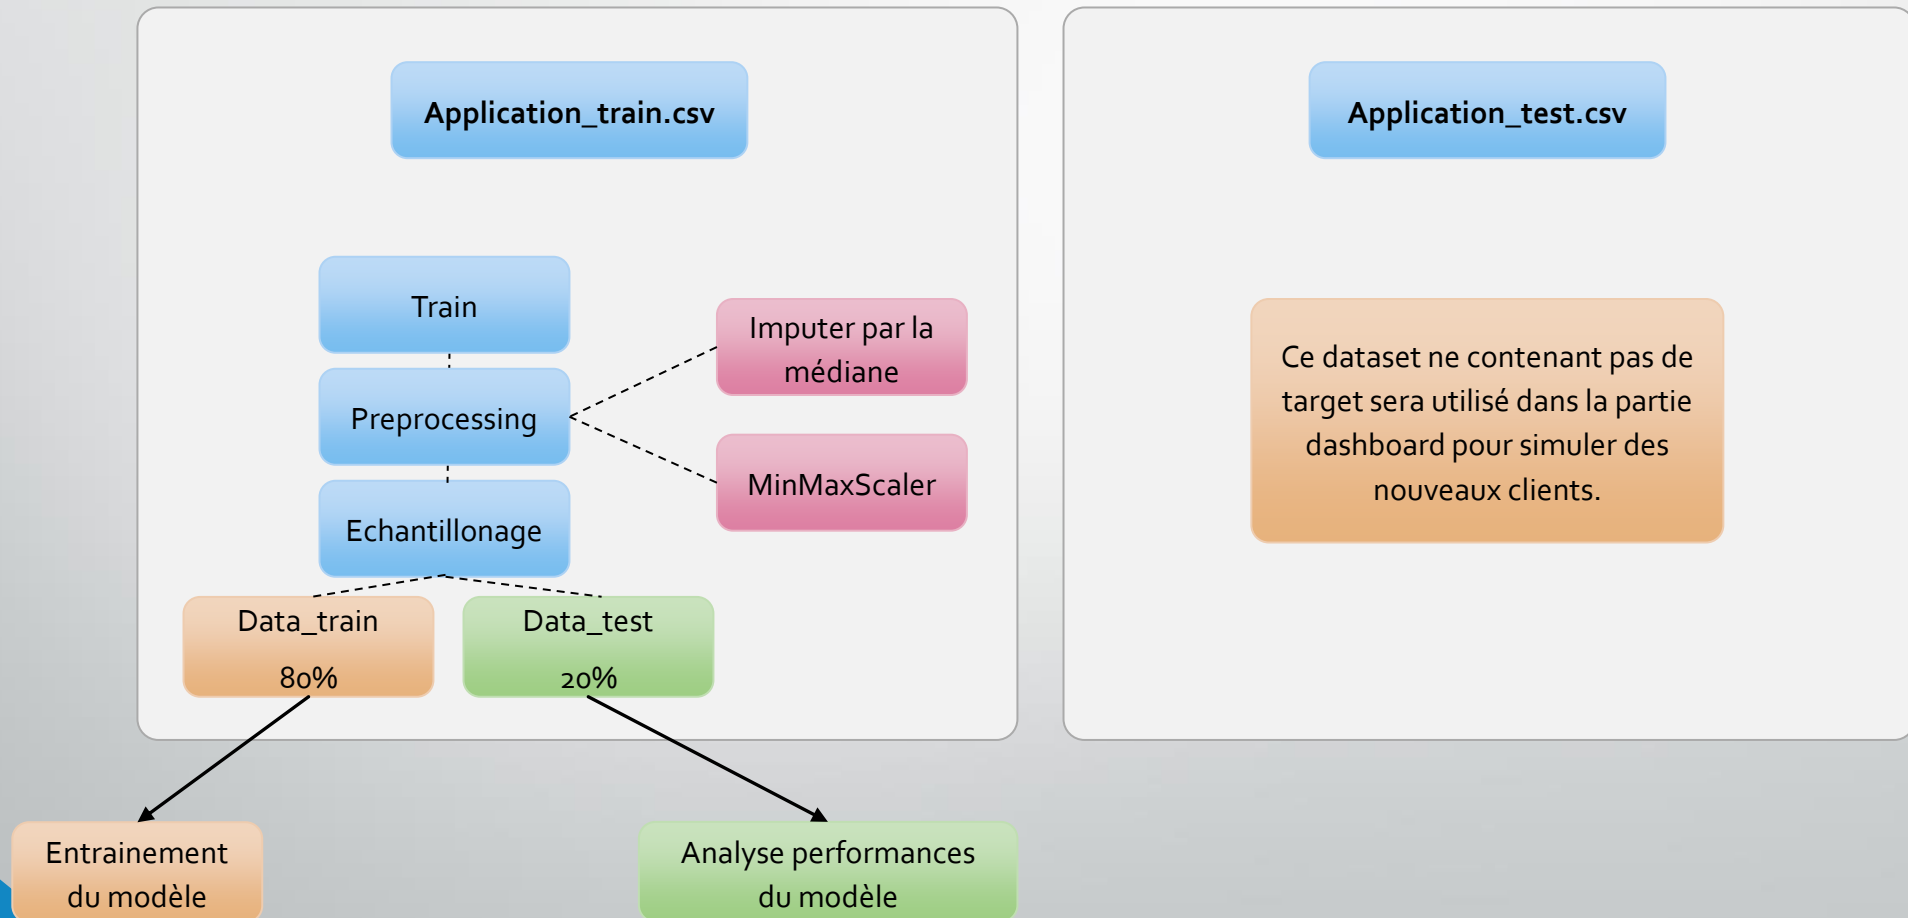 Application_train.csv
Application_test.csv
Train
Preprocessing
Echantillonage
Imputer par la
médiane
MinMaxScaler
Data_train
80%
Data_test
20%
Entrainement
du modèle
Analyse performances
du modèle
Ce dataset ne contenant pas de
target sera utilisé dans la partie
dashboard pour simuler des
nouveaux clients.